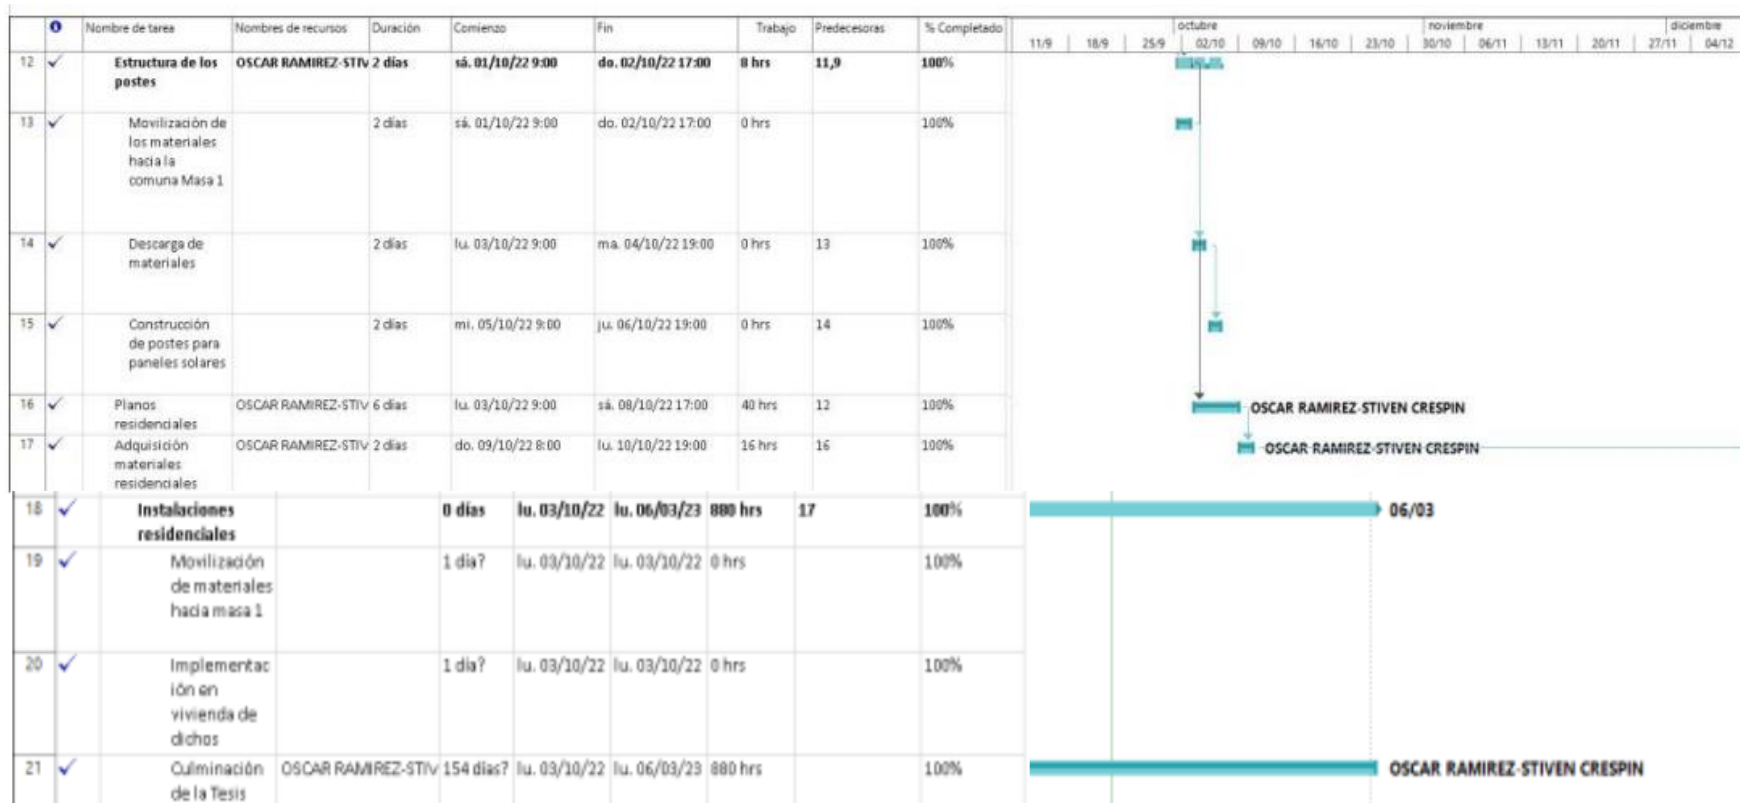 Nombre de tarea Nombres de recursos Duración Comienzo Fin Trabajo Predecesoras % Completado
octubre noviembre diciembre
11/9 18/9 25/9 02/10 09/10 16/10 23/10 30/10 06/11 13/11 20/11 27/11 04/12
12 Estructura de los OSCAR RAMIREZ-STIV 2 días sá. 01/10/22 9:00 do. 02/10/22 17:00 8 hrs 11,9 100%
postes
13 Movilización de 2 días sá. 01/10/22 9:00 do. 02/10/22 17:00 0 hrs 100%
los materiales
hacia la
comuna Masa 1
14 Descarga de 2 días lu. 03/10/22 9:00 ma. 04/10/22 19:00 0 hrs 13 100%
materiales
15 Construcción 2 días mi. 05/10/22 9:00 ju. 06/10/22 19:00 0 hrs 14 100%
de postes para
paneles solares
16 Planos OSCAR RAMIREZ-STIV 6 días lu. 03/10/22 9:00 sá. 08/10/22 17:00 40 hrs 12 100% OSCAR RAMIREZ-STIVEN CRESPIN
residenciales
17 Adquisición OSCAR RAMIREZ-STIV 2 días do. 09/10/22 8:00 lu. 10/10/22 19:00 16 hrs 16 100% OSCAR RAMIREZ-STIVEN CRESPIN
materiales
residenciales
18 Instalaciones 0 días lu. 03/10/22 lu. 06/03/23 880 hrs 17 100% 06/03
residenciales
19 Movilización 1 día? lu. 03/10/22 lu. 03/10/22 0 hrs 100%
de materiales
hacia masa 1
20 Implementac 1 día? lu. 03/10/22 lu. 03/10/22 0 hrs 100%
ión en
vivienda de
dichos
21 Culminación OSCAR RAMIREZ-STIV 154 días? lu. 03/10/22 lu. 06/03/23 880 hrs 100% OSCAR RAMIREZ-STIVEN CRESPIN
de la Tesis